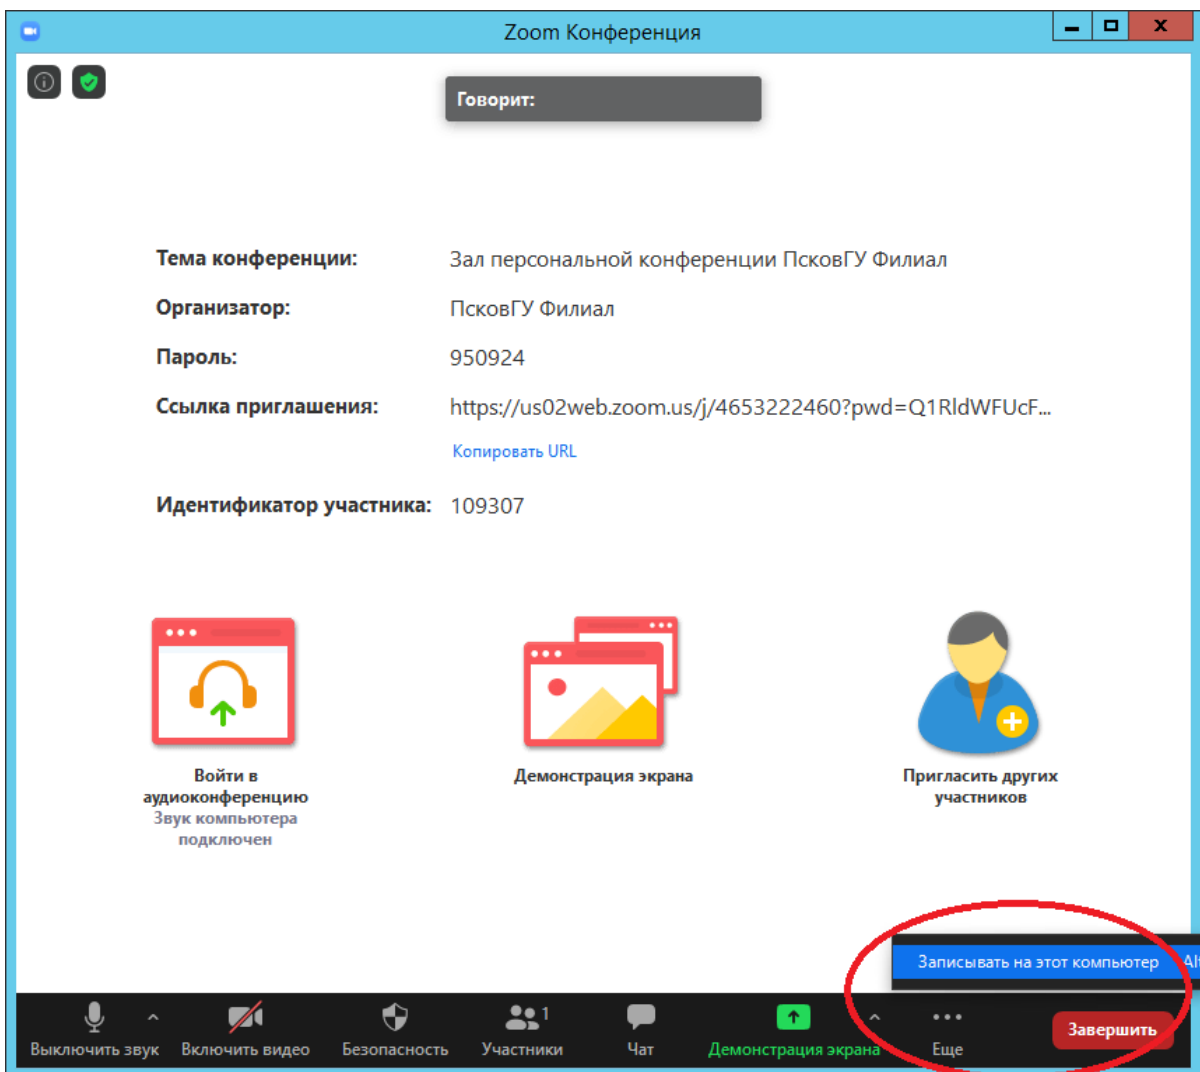 Zoom Конференция
Говорит:
Тема конференции: Зал персональной конференции ПсковГУ Филиал
Организатор: ПсковГУ Филиал
Пароль: 950924
Ссылка приглашения: https://us02web.zoom.us/j/4653222460?pwd=Q1RldWFUcF...
Копировать URL
Идентификатор участника: 109307
Войти в
аудиоконференцию
Звук компьютера
подключен
Демонстрация экрана
Пригласить других
участников
Записывать на этот компьютер Alt
1
Выключить звук Включить видео Безопасность Участники Чат Демонстрация экрана Еще Завершить